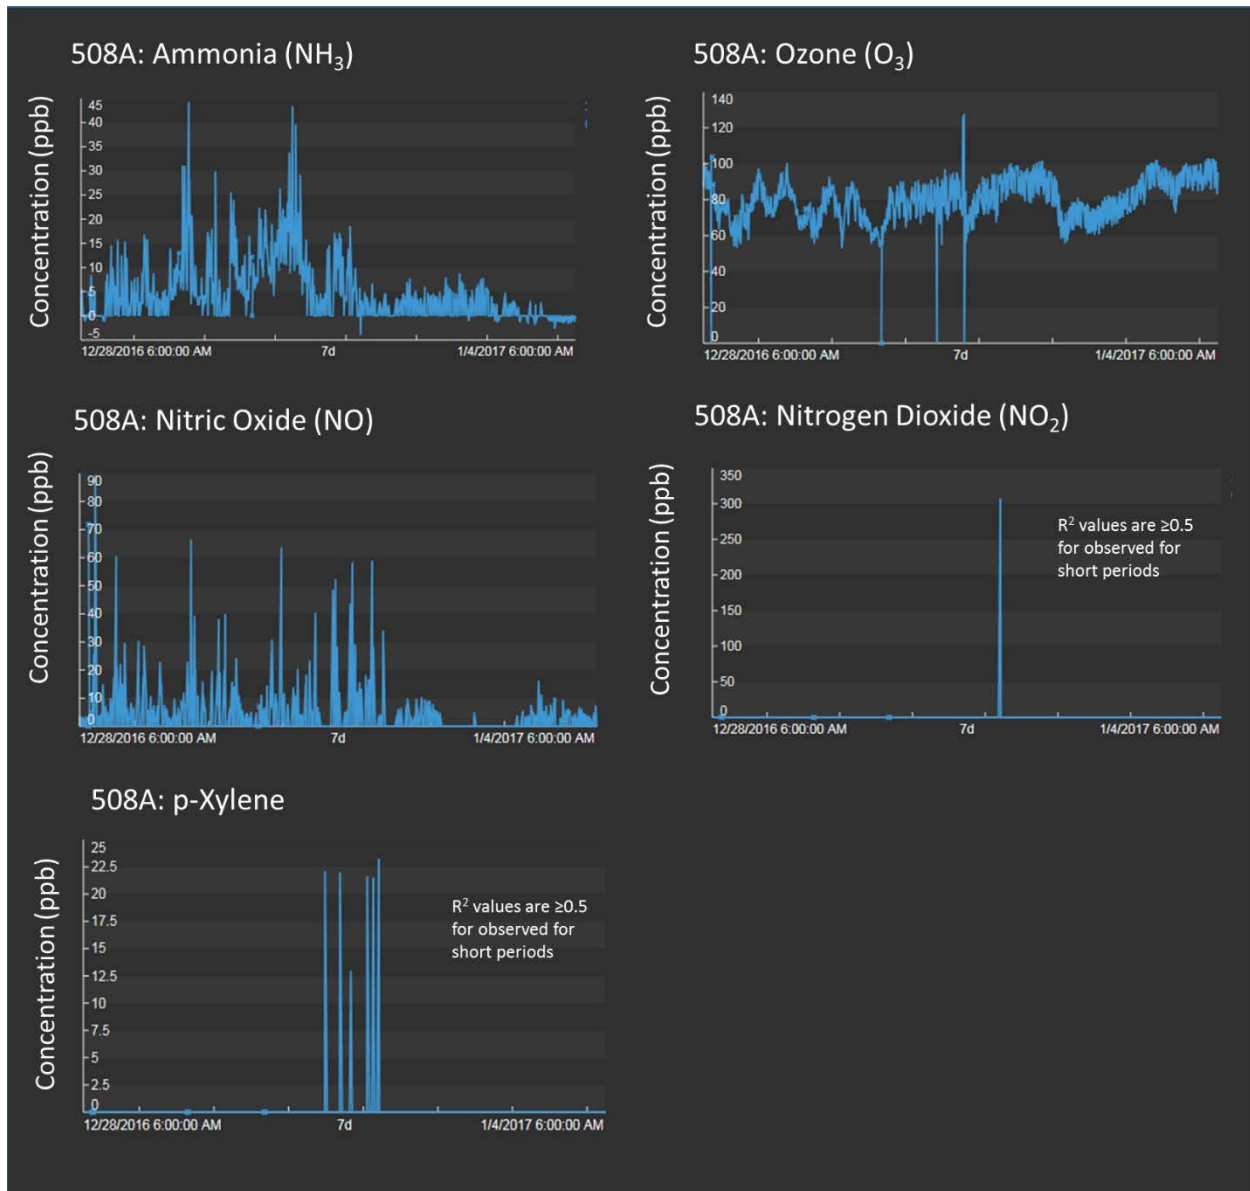 508A: Ammonia (NH₃)
Concentration (ppb)
45
40
35
30
25
20
15
10
5
0
-5
12/28/2016 6:00:00 AM 7d 1/4/2017 6:00:00 AM
508A: Ozone (O₃)
Concentration (ppb)
140
120
100
80
60
40
20
0
12/28/2016 6:00:00 AM 7d 1/4/2017 6:00:00 AM
508A: Nitric Oxide (NO)
Concentration (ppb)
90
80
70
60
50
40
30
20
10
0
12/28/2016 6:00:00 AM 7d 1/4/2017 6:00:00 AM
508A: Nitrogen Dioxide (NO₂)
Concentration (ppb)
350
300
250
200
150
100
50
0
R² values are ≥0.5
for observed for
short periods
12/28/2016 6:00:00 AM 7d 1/4/2017 6:00:00 AM
508A: p-Xylene
Concentration (ppb)
25
22.5
20
17.5
15
12.5
10
7.5
5
2.5
0
R² values are ≥0.5
for observed for
short periods
12/28/2016 6:00:00 AM 7d 1/4/2017 6:00:00 AM